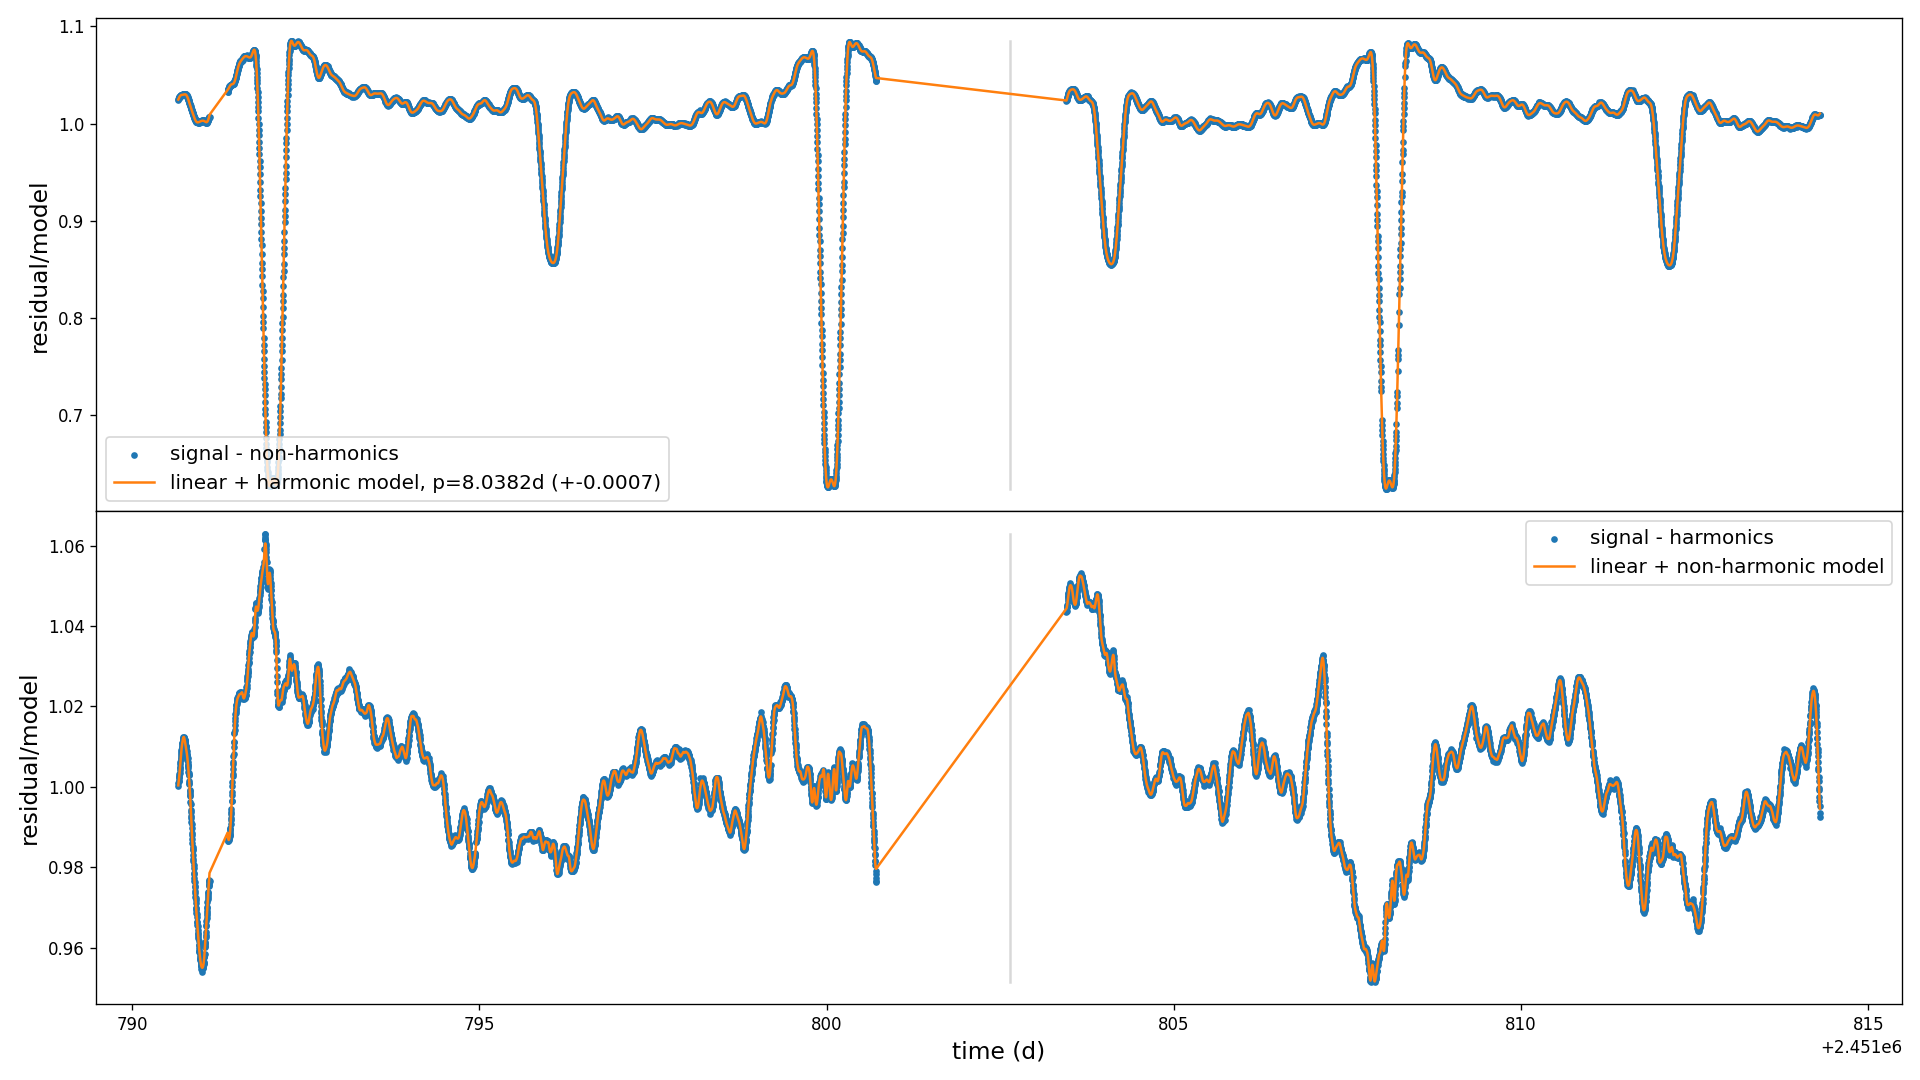 1.1
1.0
0.9
0.8
0.7
residual/model
signal - non-harmonics
linear + harmonic model, p=8.0382d (+-0.0007)
1.06
1.04
1.02
1.00
0.98
0.96
residual/model
signal - harmonics
linear + non-harmonic model
790 795 800 805 810 815
time (d)
+2.451e6